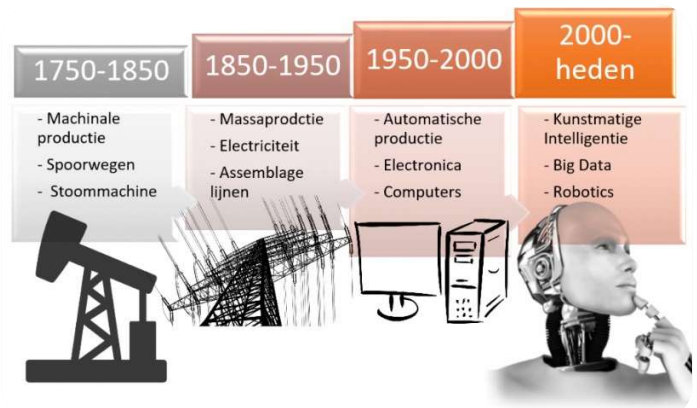 1750-1850
- Machinale
productie
- Spoorwegen
- Stoommachine
1850-1950
- Massaprodctie
- Electriciteit
- Assemblage
lijnen
1950-2000
- Automatische
productie
- Electronica
- Computers
2000-
heden
- Kunstmatige
Intelligentie
- Big Data
- Robotics